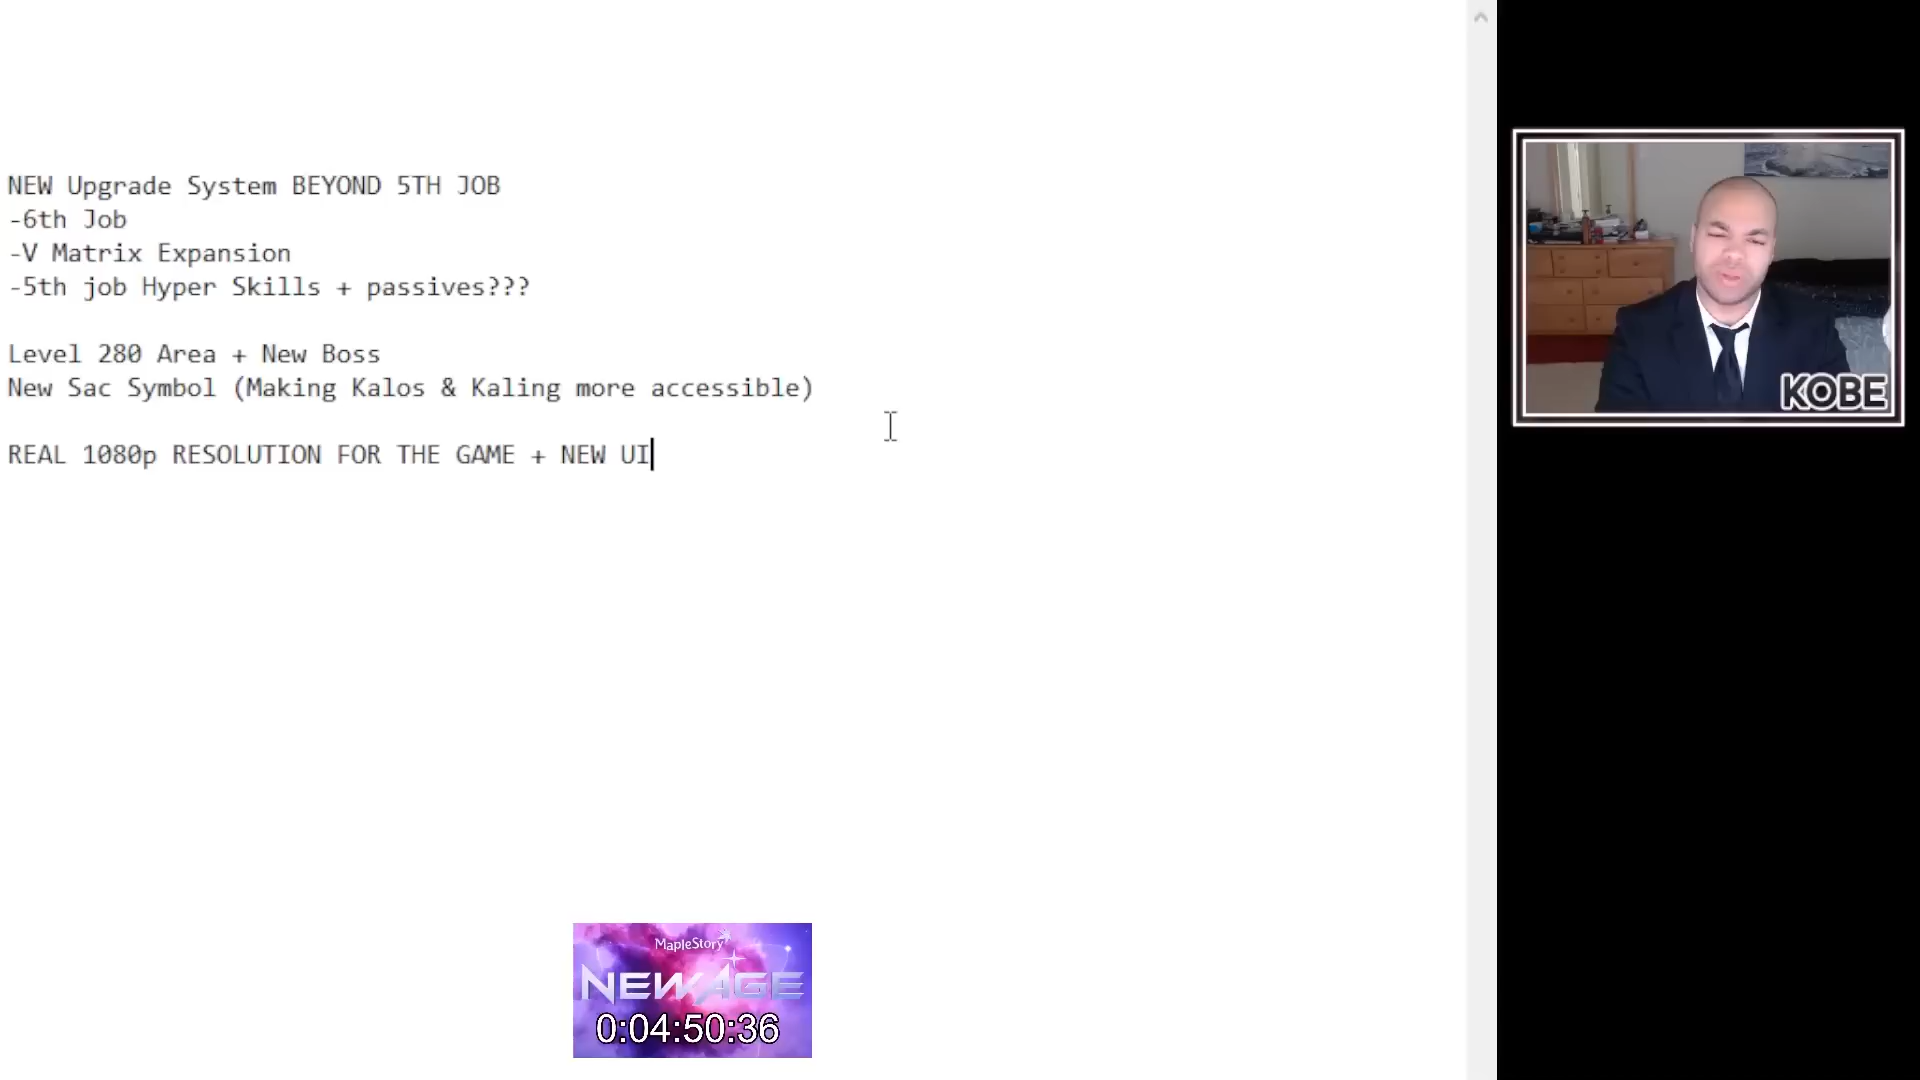 NEW Upgrade System BEYOND 5TH JOB
-6th Job
-V Matrix Expansion
-5th job Hyper Skills + passives???
Level 280 Area + New Boss
New Sac Symbol (Making Kalos & Kaling more accessible)
REAL 1080p RESOLUTION FOR THE GAME + NEW UI
KOBE
MapleStory
NEW AGE
0:04:50:36